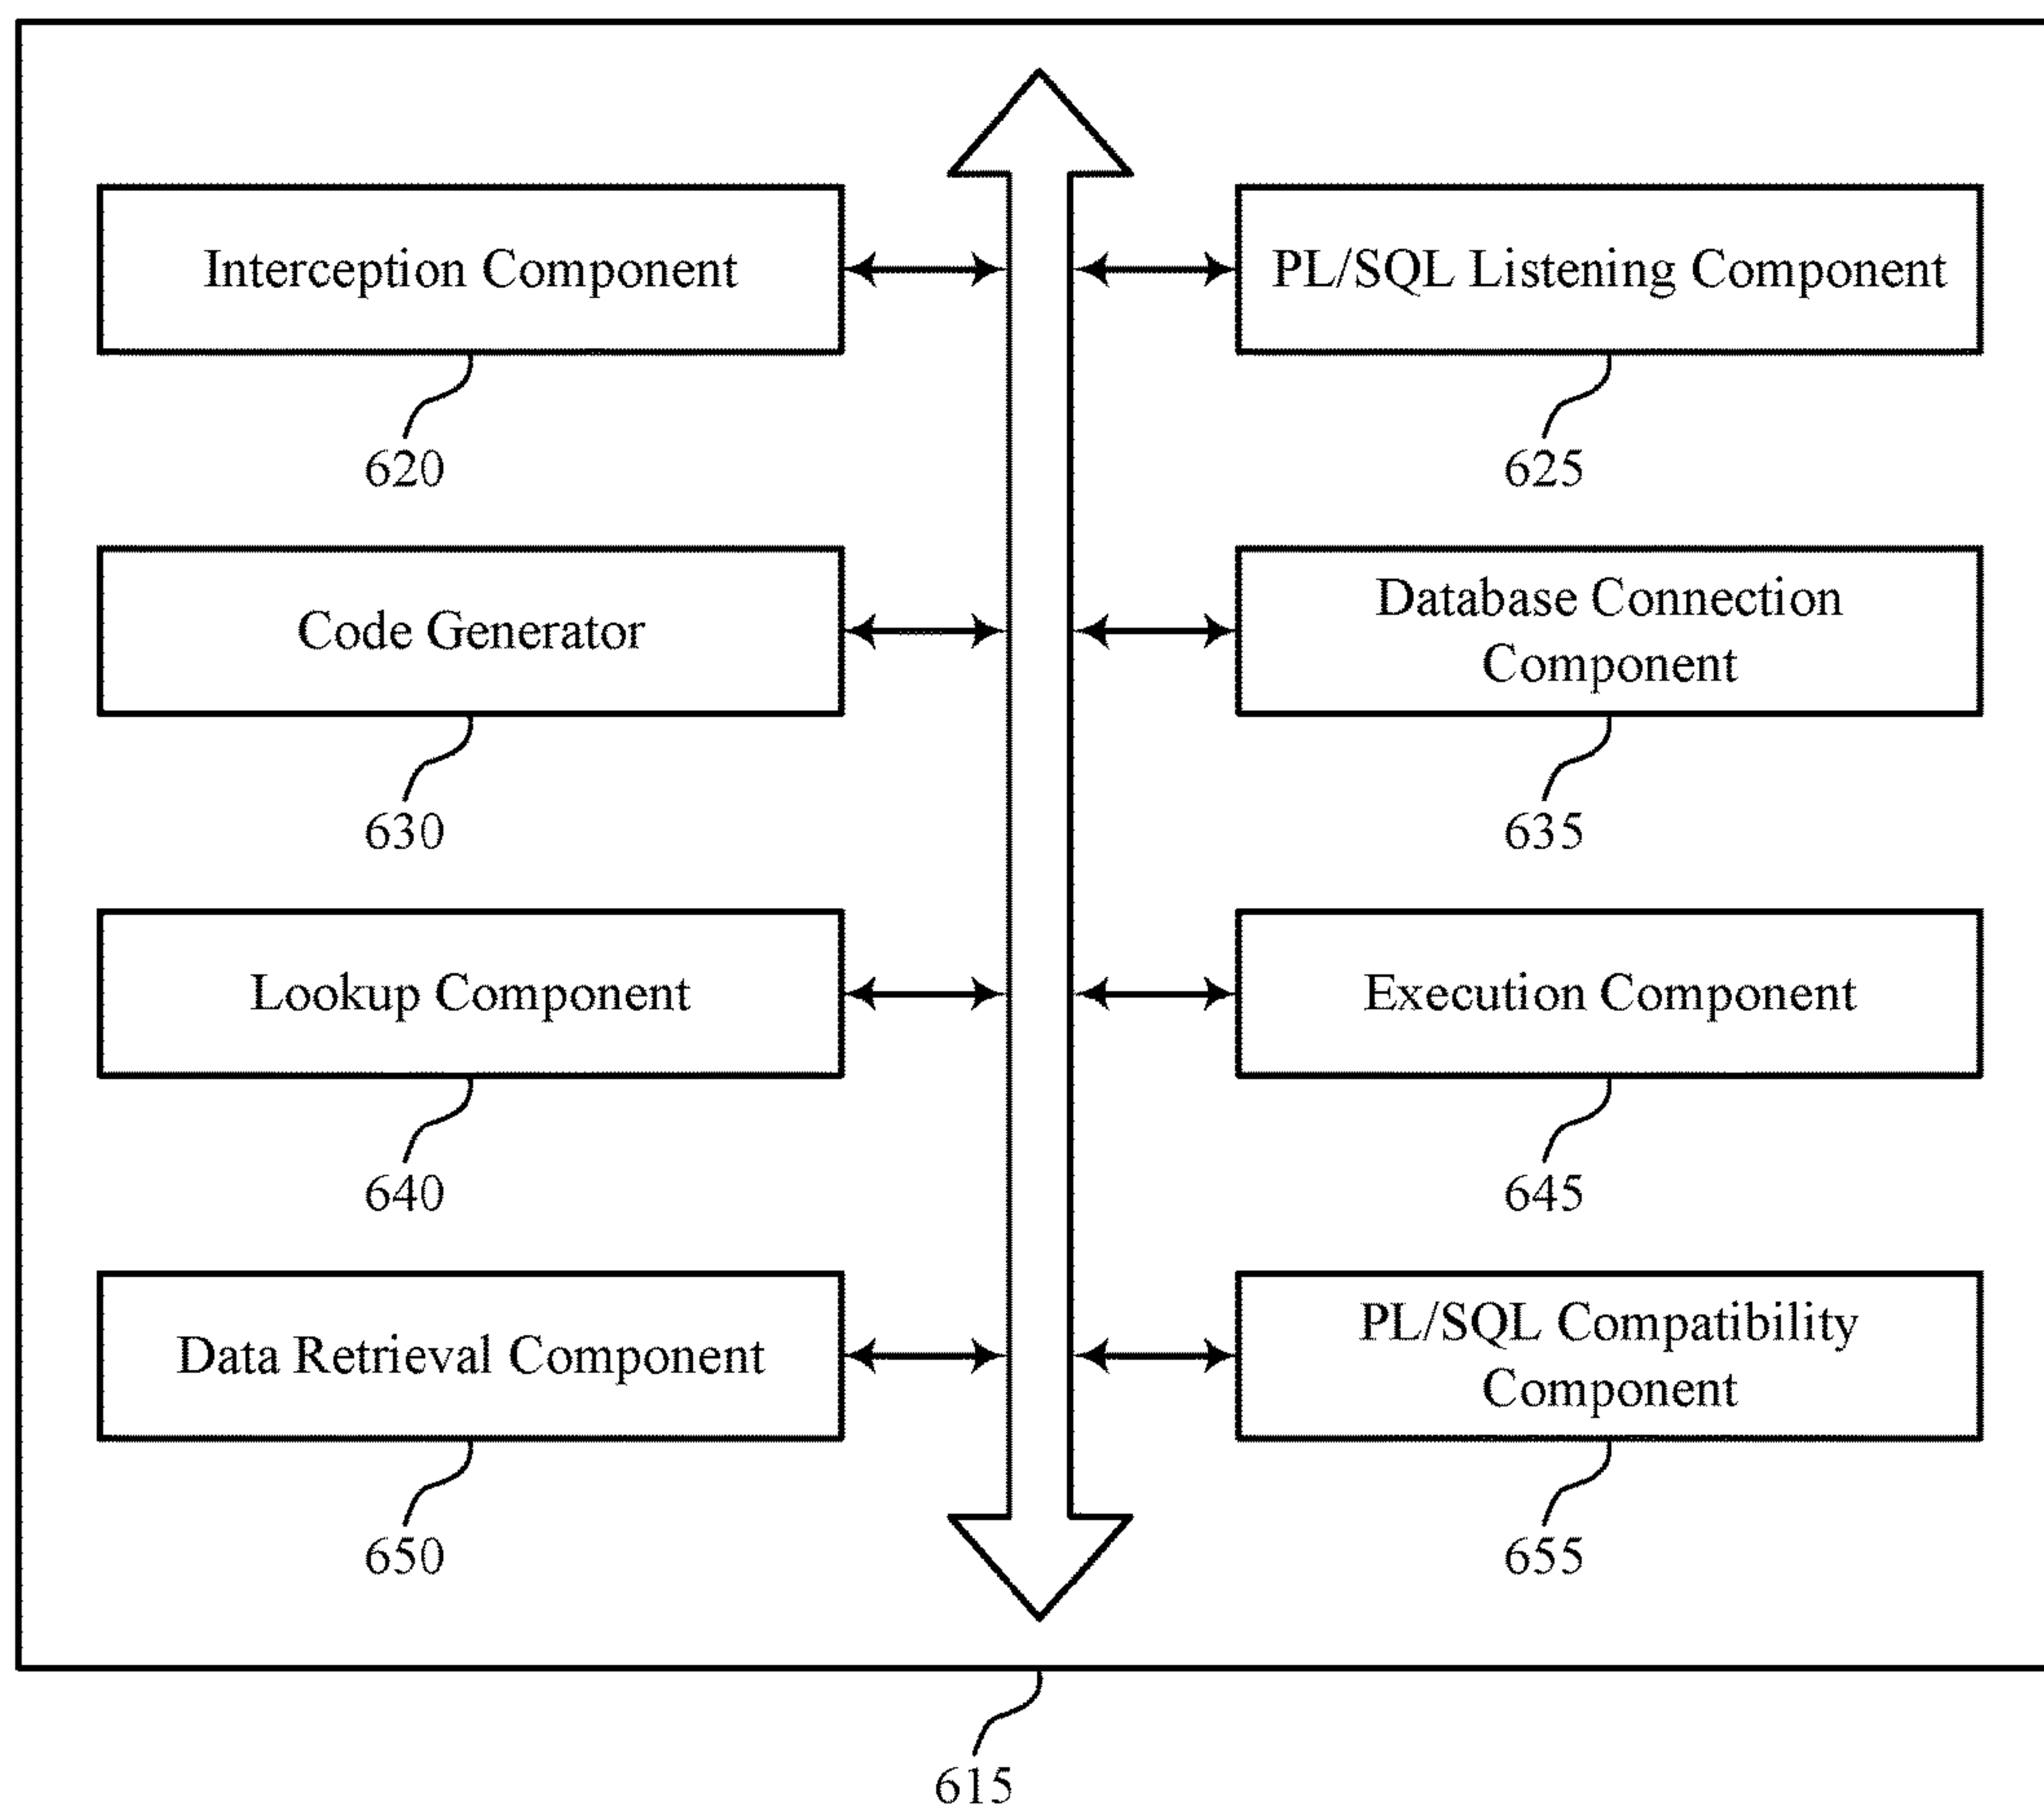 Interception Component
PL/SQL Listening Component
620
625
Code Generator
Database Connection
Component
630
635
Lookup Component
Execution Component
640
645
Data Retrieval Component
PL/SQL Compatibility
Component
650
655
615